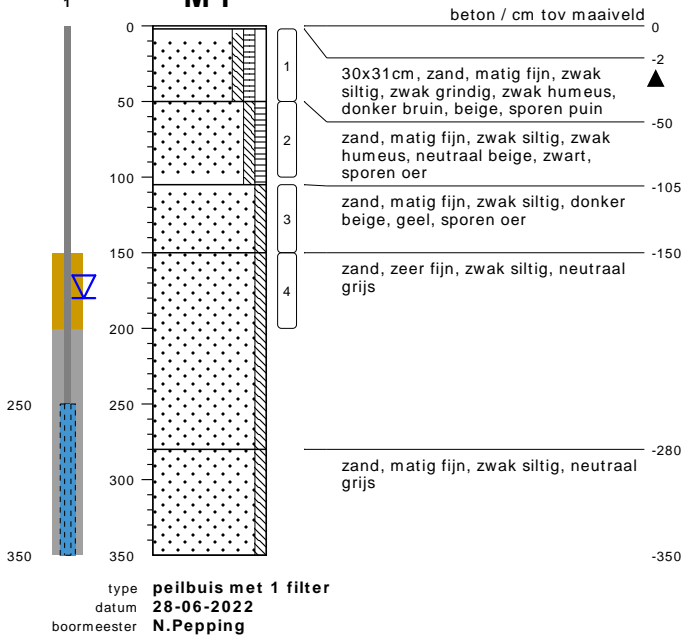 1
M 1
beton / cm tov maaiveld
0
0
-2
30x31cm, zand, matig fijn, zwak
siltig, zwak grindig, zwak humeus,
donker bruin, beige, sporen puin
1
50
-50
zand, matig fijn, zwak siltig, zwak
humeus, neutraal beige, zwart,
sporen oer
2
100
-105
zand, matig fijn, zwak siltig, donker
beige, geel, sporen oer
3
150
-150
zand, zeer fijn, zwak siltig, neutraal
grijs
4
200
250
250
-280
zand, matig fijn, zwak siltig, neutraal
grijs
300
350
350
-350
type peilbuis met 1 filter
datum 28-06-2022
boormeester N.Pepping